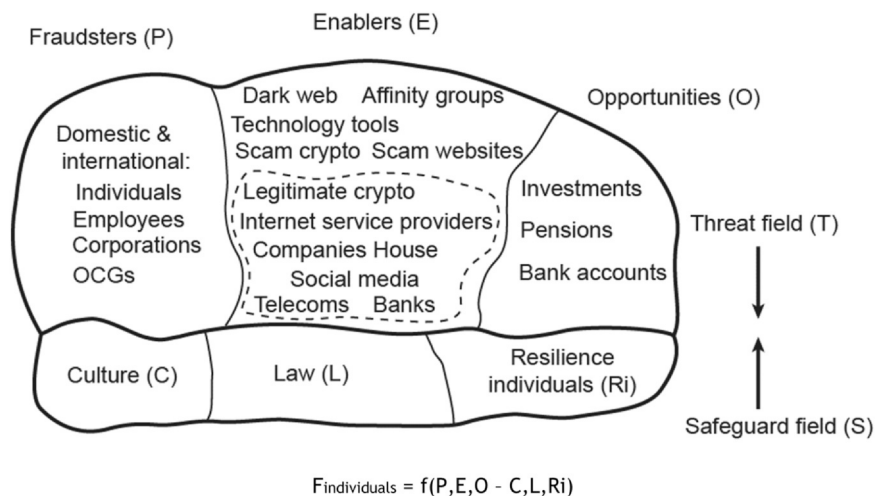 Fraudsters (P)
Enablers (E)
Opportunities (O)
Domestic &
international:
Individuals
Employees
Corporations
OCGs
Dark web Affinity groups
Technology tools
Scam crypto Scam websites
Legitimate crypto
Internet service providers
Companies House
Social media
Telecoms Banks
Investments
Pensions
Bank accounts
Threat field (T)
Culture (C)
Law (L)
Resilience
individuals (Ri)
Safeguard field (S)
Findividuals = f(P,E,O - C,L,Ri)